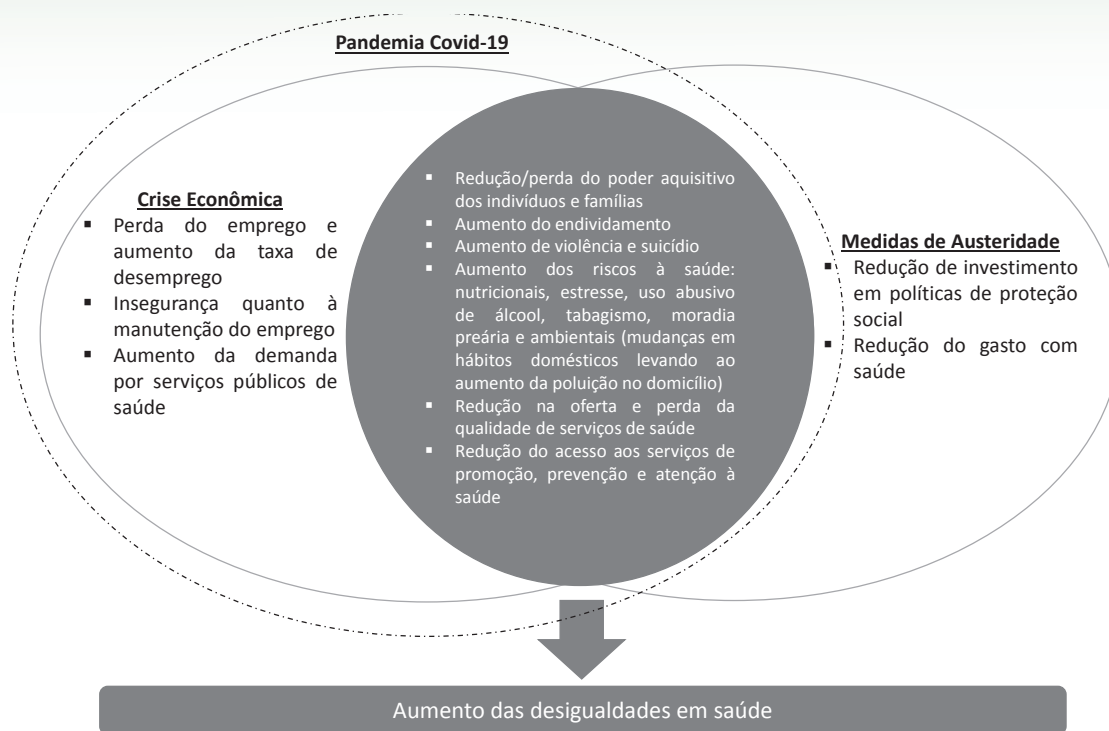 Pandemia Covid-19
Crise Econômica
▪ Perda do emprego e
aumento da taxa de
desemprego
▪ Insegurança quanto à
manutenção do emprego
▪ Aumento da demanda
por serviços públicos de
saúde
▪ Redução/perda do poder aquisitivo
dos indivíduos e famílias
▪ Aumento do endividamento
▪ Aumento de violência e suicídio
▪ Aumento dos riscos à saúde:
nutricionais, estresse, uso abusivo
de álcool, tabagismo, moradia
preária e ambientais (mudanças em
hábitos domésticos levando ao
aumento da poluição no domicílio)
▪ Redução na oferta e perda da
qualidade de serviços de saúde
▪ Redução do acesso aos serviços de
promoção, prevenção e atenção à
saúde
Medidas de Austeridade
▪ Redução de investimento
em políticas de proteção
social
▪ Redução do gasto com
saúde
Aumento das desigualdades em saúde